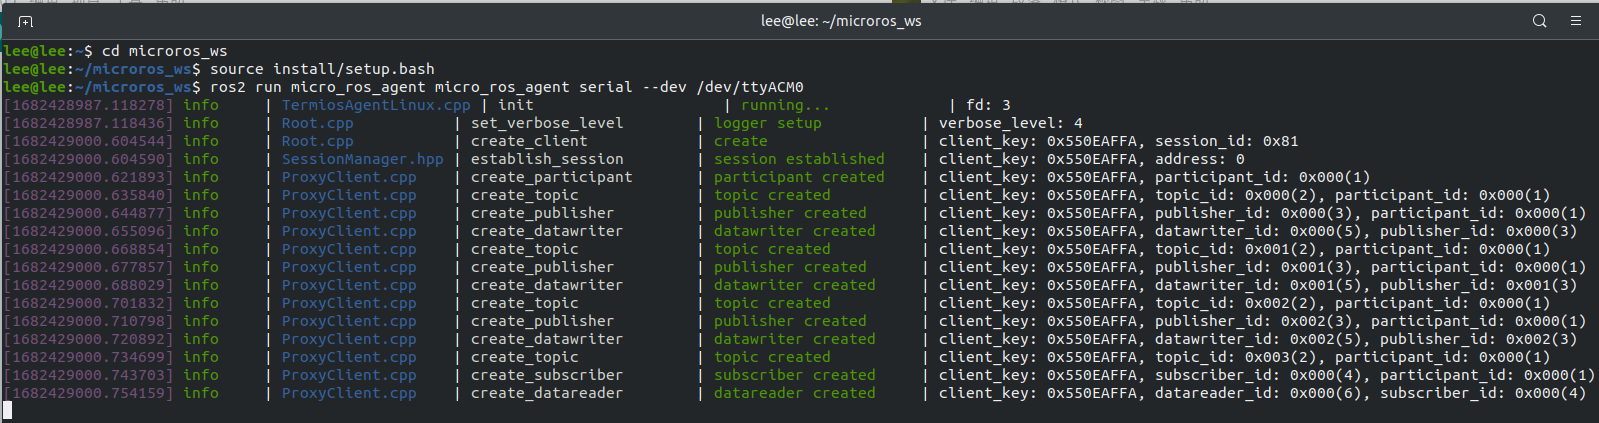 lee@lee: ~/microros_ws
lee@lee:~$ cd microros_ws
lee@lee:~/microros_ws$ source install/setup.bash
lee@lee:~/microros_ws$ ros2 run micro_ros_agent micro_ros_agent serial --dev /dev/ttyACM0
[1682428987.118278] info | TermiosAgentLinux.cpp | init | running... | fd: 3
[1682428987.118436] info | Root.cpp | set_verbose_level | logger setup | verbose_level: 4
[1682429000.604544] info | Root.cpp | create_client | create | client_key: 0x550EAFFA, session_id: 0x81
[1682429000.604590] info | SessionManager.hpp | establish_session | session established | client_key: 0x550EAFFA, address: 0
[1682429000.621893] info | ProxyClient.cpp | create_participant | participant created | client_key: 0x550EAFFA, participant_id: 0x000(1)
[1682429000.635840] info | ProxyClient.cpp | create_topic | topic created | client_key: 0x550EAFFA, topic_id: 0x000(2), participant_id: 0x000(1)
[1682429000.644877] info | ProxyClient.cpp | create_publisher | publisher created | client_key: 0x550EAFFA, publisher_id: 0x000(3), participant_id: 0x000(1)
[1682429000.655096] info | ProxyClient.cpp | create_datawriter | datawriter created | client_key: 0x550EAFFA, datawriter_id: 0x000(5), publisher_id: 0x000(3)
[1682429000.668854] info | ProxyClient.cpp | create_topic | topic created | client_key: 0x550EAFFA, topic_id: 0x001(2), participant_id: 0x000(1)
[1682429000.677857] info | ProxyClient.cpp | create_publisher | publisher created | client_key: 0x550EAFFA, publisher_id: 0x001(3), participant_id: 0x000(1)
[1682429000.688029] info | ProxyClient.cpp | create_datawriter | datawriter created | client_key: 0x550EAFFA, datawriter_id: 0x001(5), publisher_id: 0x001(3)
[1682429000.701832] info | ProxyClient.cpp | create_topic | topic created | client_key: 0x550EAFFA, topic_id: 0x002(2), participant_id: 0x000(1)
[1682429000.710798] info | ProxyClient.cpp | create_publisher | publisher created | client_key: 0x550EAFFA, publisher_id: 0x002(3), participant_id: 0x000(1)
[1682429000.720892] info | ProxyClient.cpp | create_datawriter | datawriter created | client_key: 0x550EAFFA, datawriter_id: 0x002(5), publisher_id: 0x002(3)
[1682429000.734699] info | ProxyClient.cpp | create_topic | topic created | client_key: 0x550EAFFA, topic_id: 0x003(2), participant_id: 0x000(1)
[1682429000.743703] info | ProxyClient.cpp | create_subscriber | subscriber created | client_key: 0x550EAFFA, subscriber_id: 0x000(4), participant_id: 0x000(1)
[1682429000.754159] info | ProxyClient.cpp | create_datareader | datareader created | client_key: 0x550EAFFA, datareader_id: 0x000(6), subscriber_id: 0x000(4)